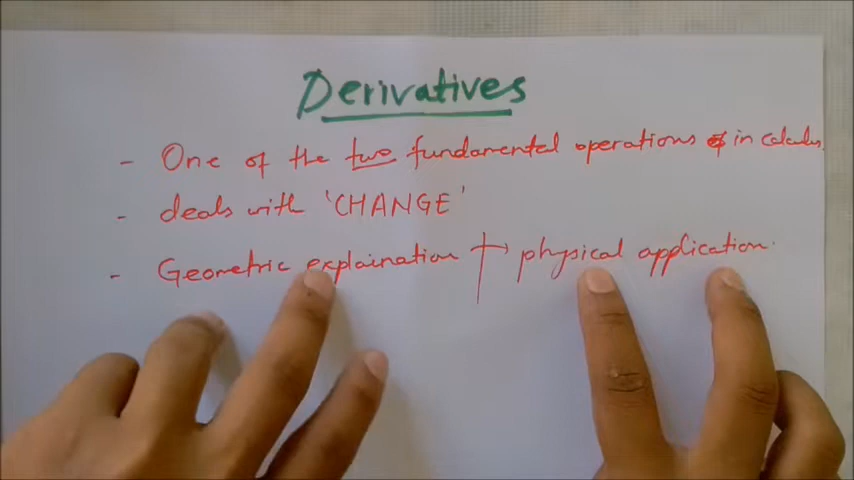 Derivatives
- One of the two fundamental operations in calculus.
- deals with 'CHANGE'
- Geometric explaination → physical application.